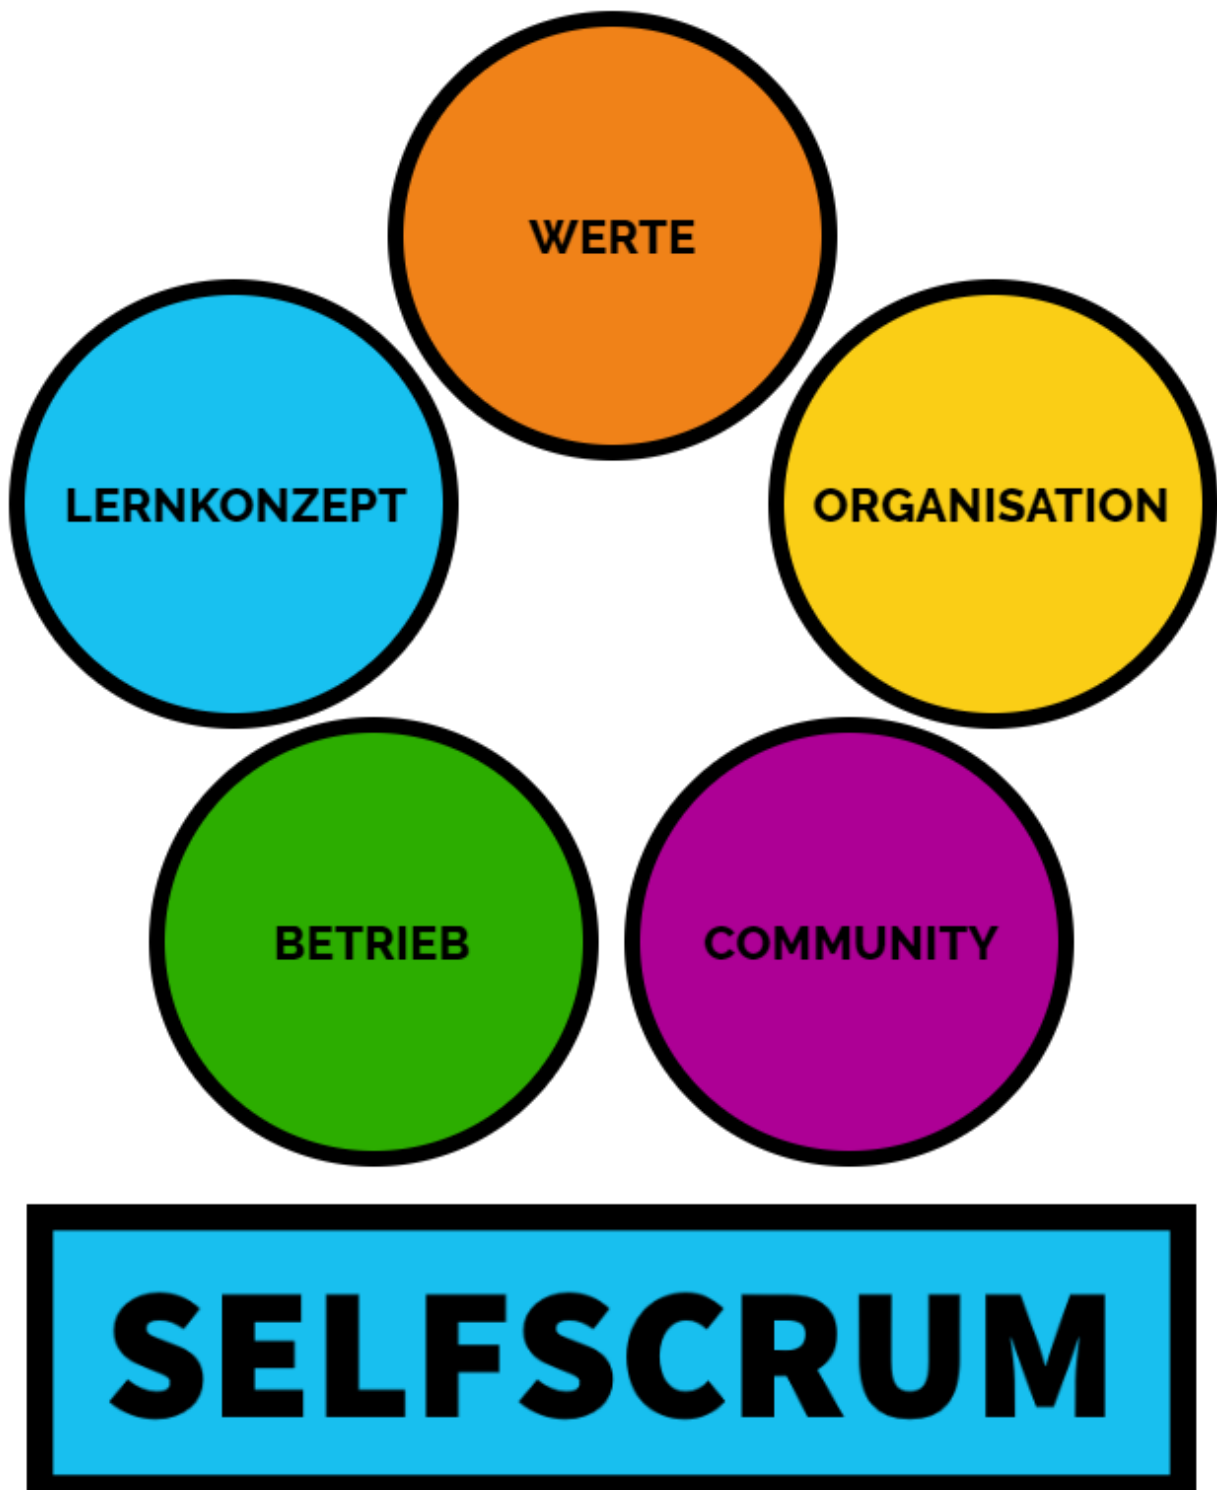 WERTE
LERNKONZEPT
ORGANISATION
BETRIEB
COMMUNITY
SELFSCRUM